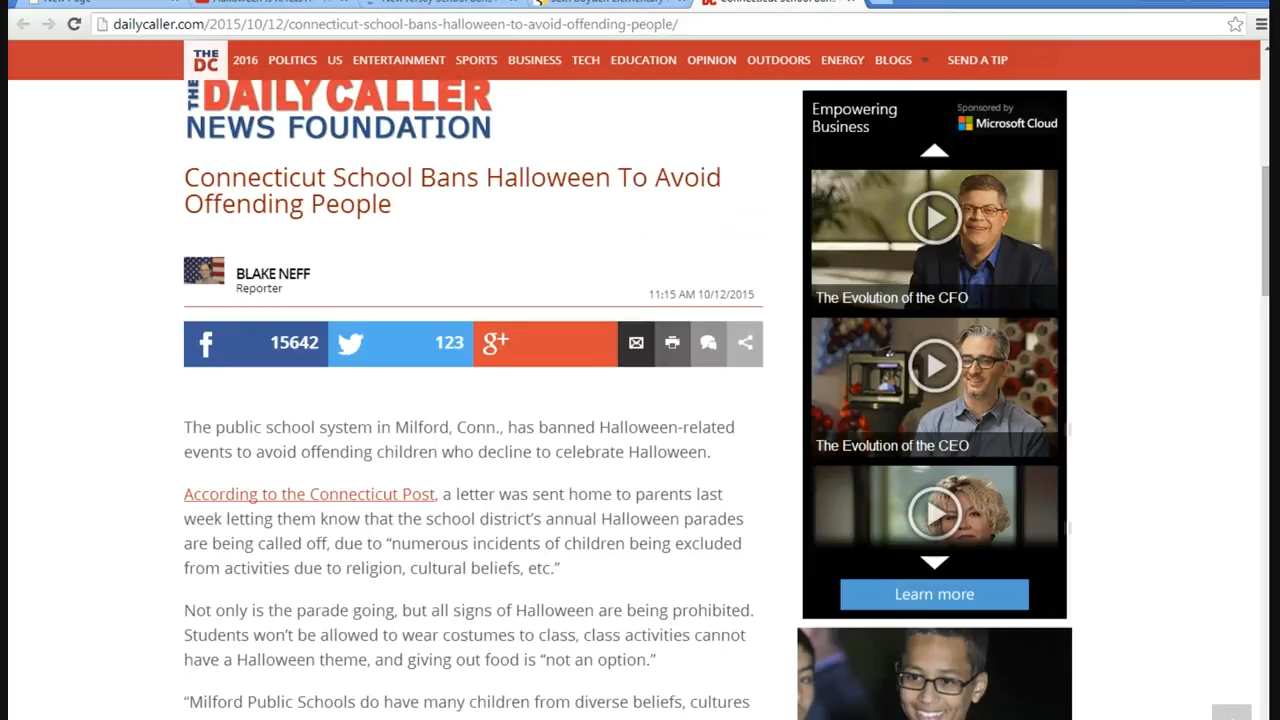 dailycaller.com/2015/10/12/connecticut-school-bans-halloween-to-avoid-offending-people/
THE DC
2016 POLITICS US ENTERTAINMENT SPORTS BUSINESS TECH EDUCATION OPINION OUTDOORS ENERGY BLOGS SEND A TIP
THE DAILY CALLER
NEWS FOUNDATION
Connecticut School Bans Halloween To Avoid
Offending People
BLAKE NEFF
Reporter
11:15 AM 10/12/2015
15642 123 g+
The public school system in Milford, Conn., has banned Halloween-related
events to avoid offending children who decline to celebrate Halloween.
According to the Connecticut Post, a letter was sent home to parents last
week letting them know that the school district’s annual Halloween parades
are being called off, due to “numerous incidents of children being excluded
from activities due to religion, cultural beliefs, etc.”
Not only is the parade going, but all signs of Halloween are being prohibited.
Students won’t be allowed to wear costumes to class, class activities cannot
have a Halloween theme, and giving out food is “not an option.”
“Milford Public Schools do have many children from diverse beliefs, cultures
Empowering
Business
Sponsored by
Microsoft Cloud
The Evolution of the CFO
The Evolution of the CEO
Learn more